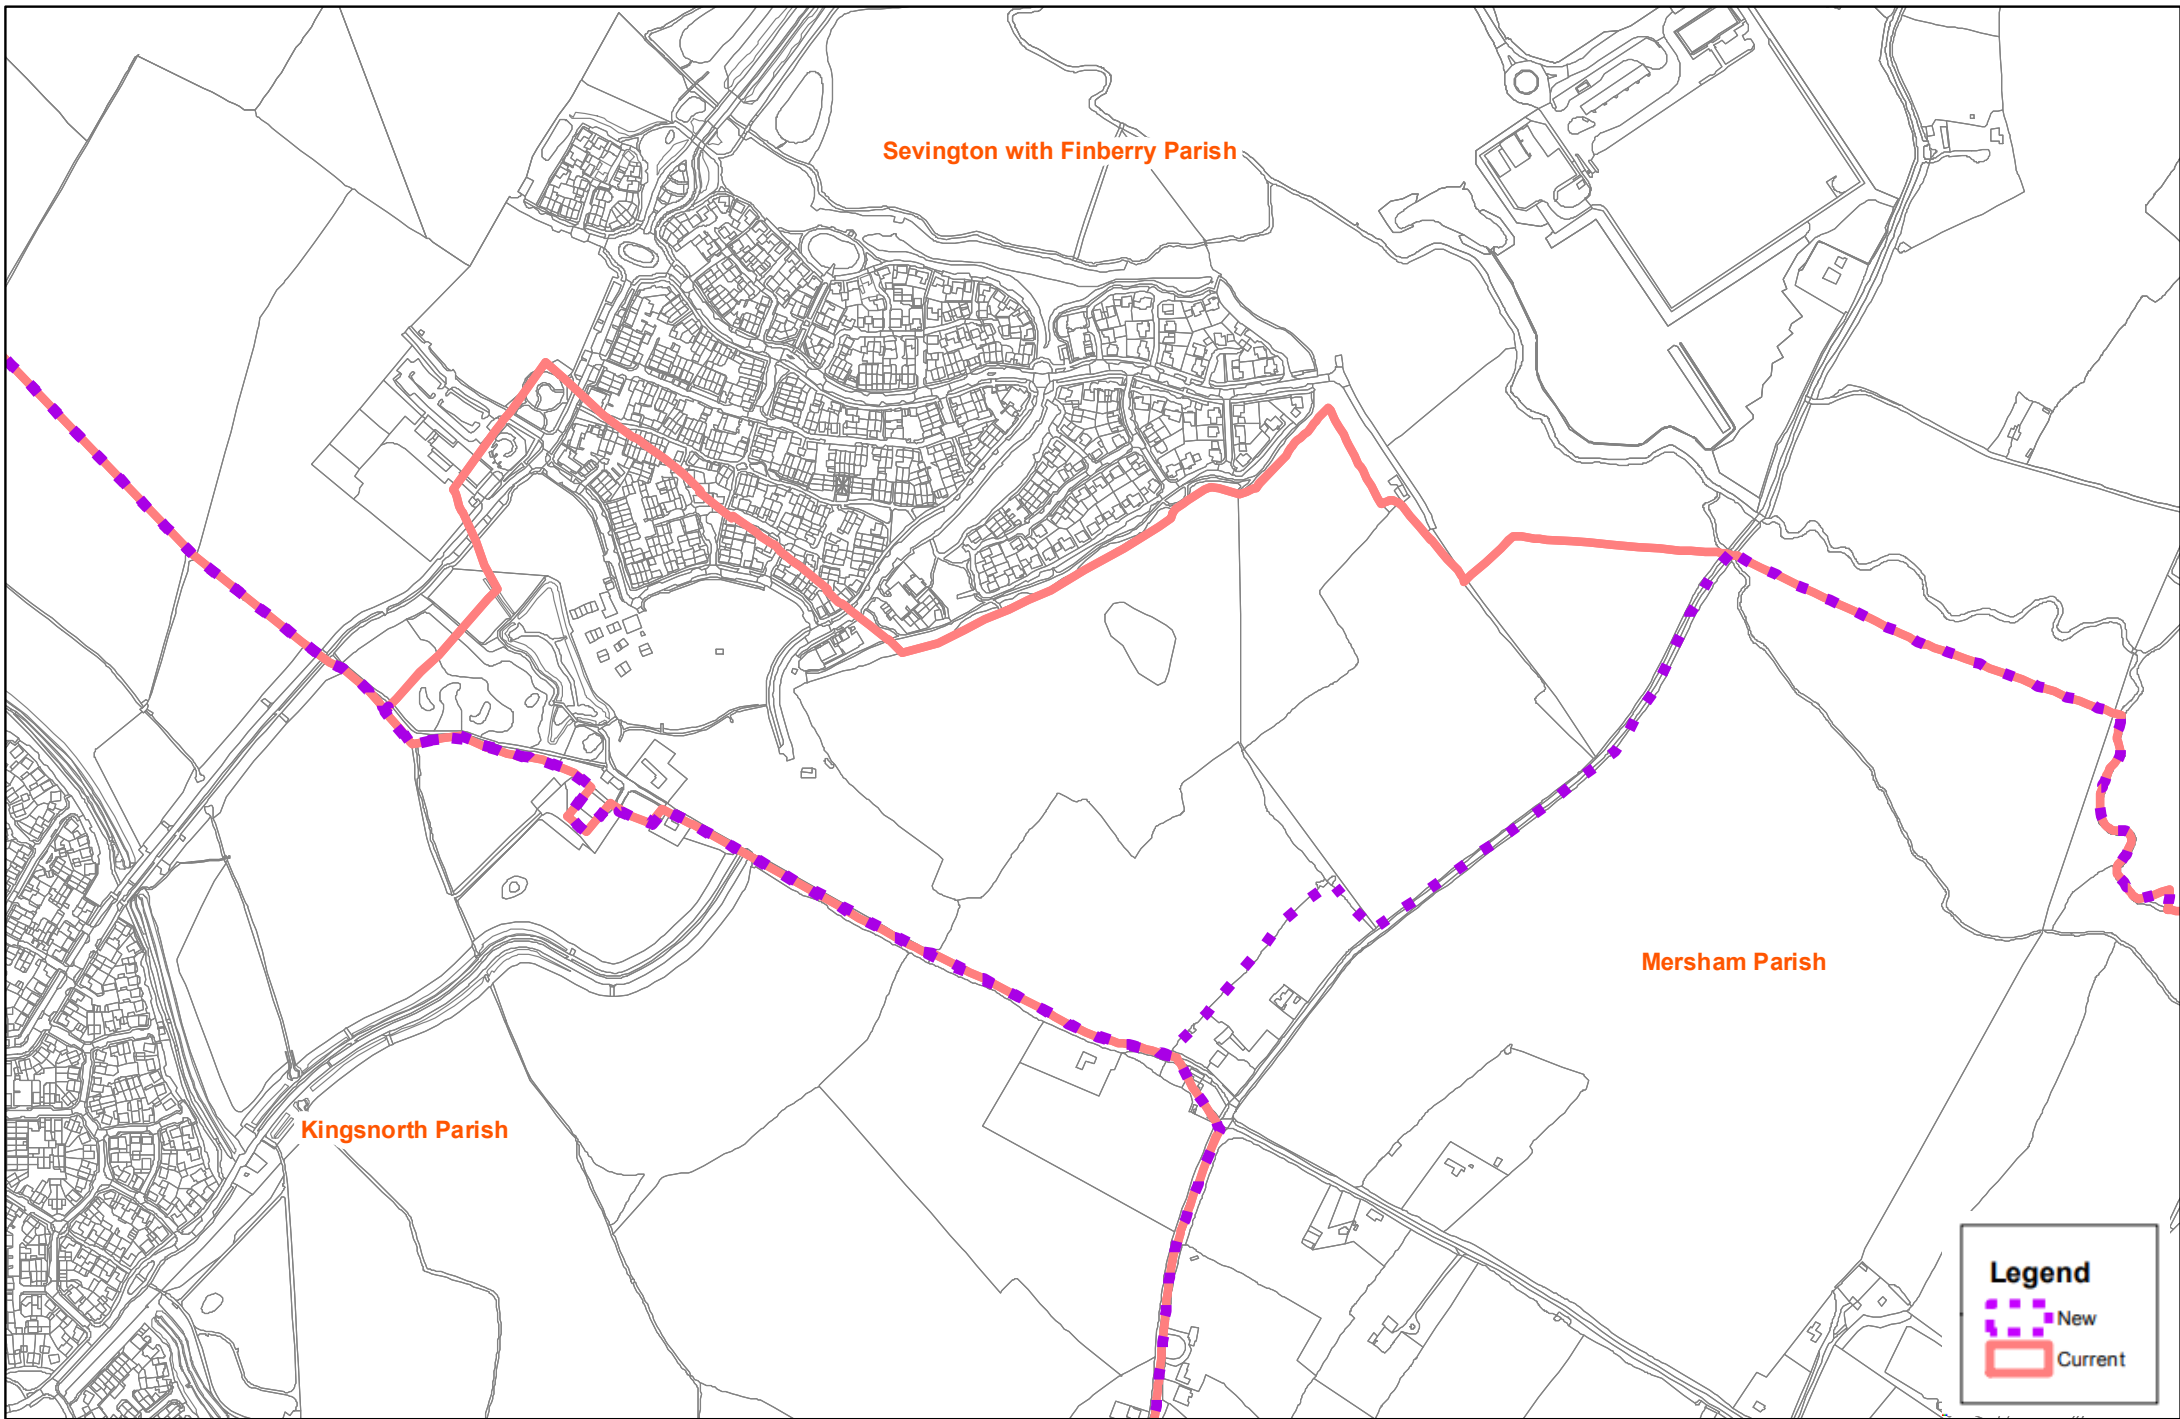 Sevington with Finberry Parish
Mersham Parish
Kingsnorth Parish
Legend
New
Current